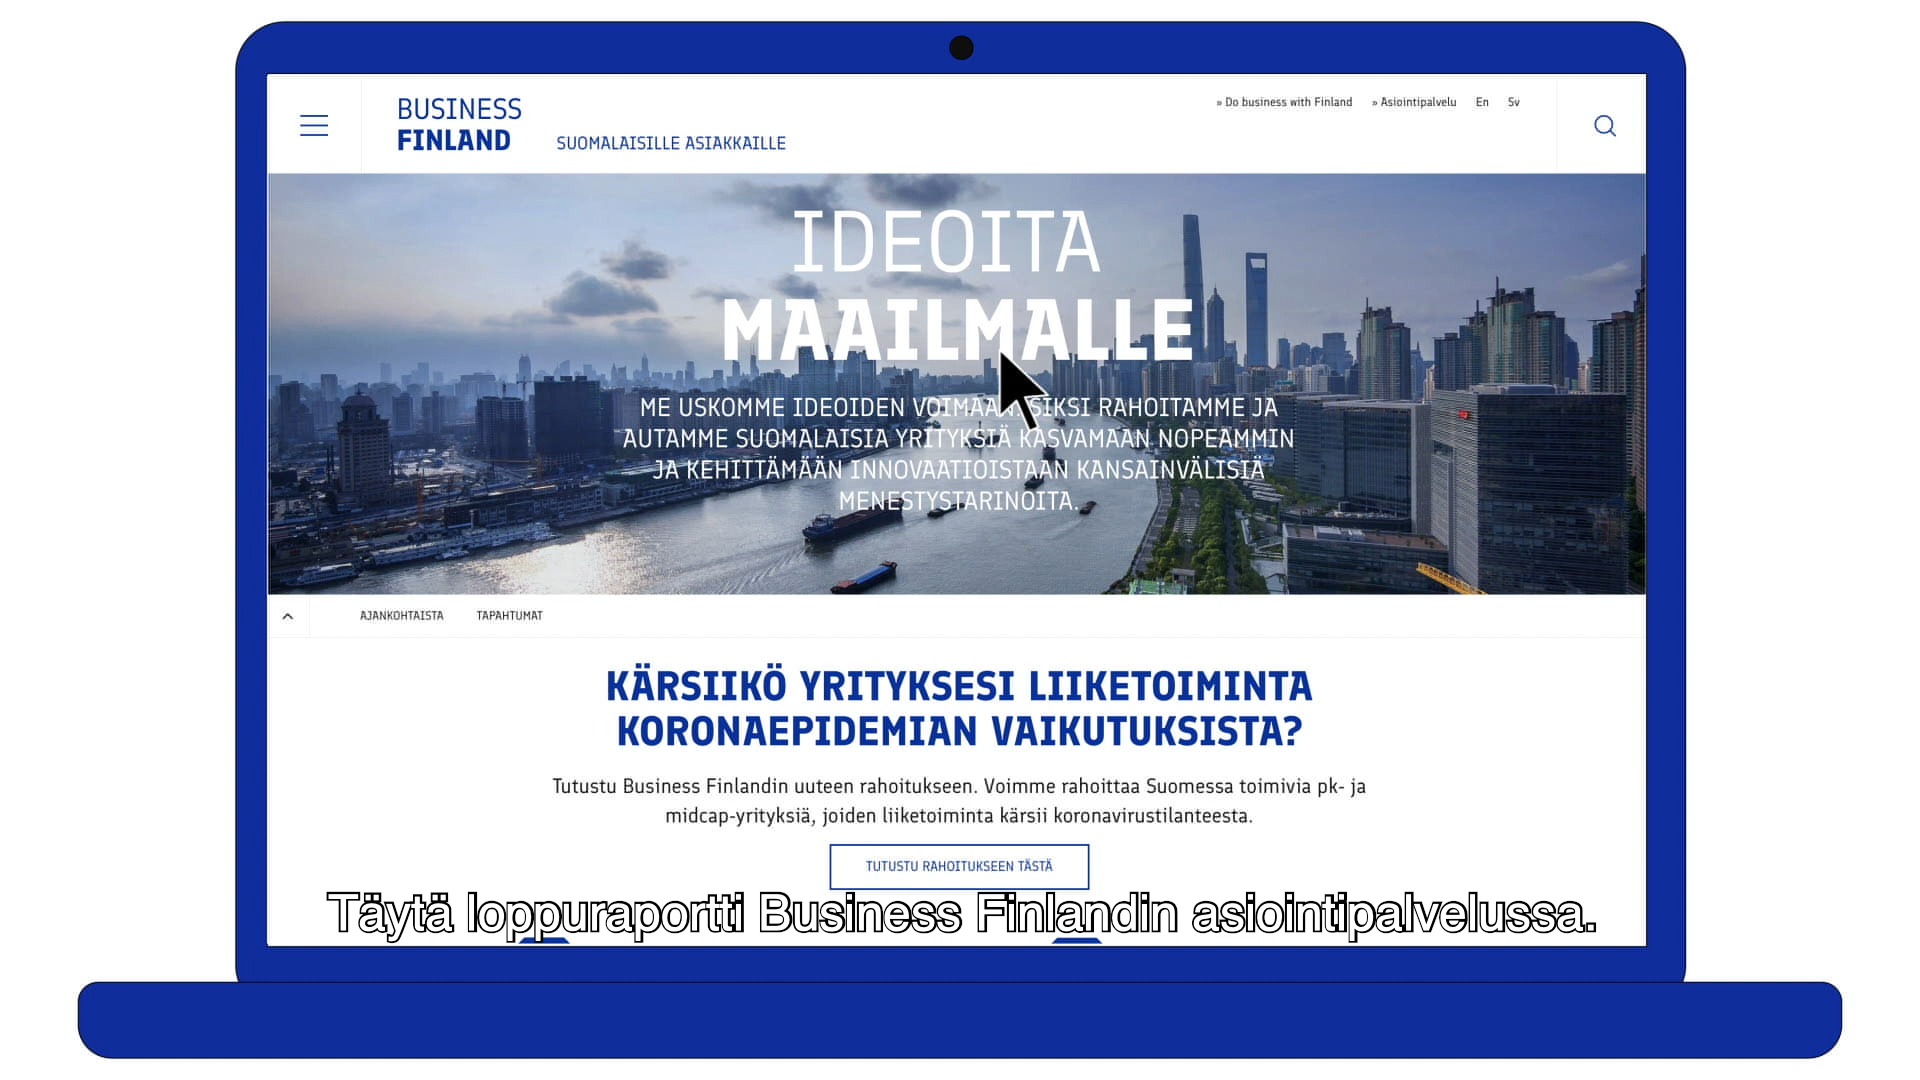 BUSINESS
FINLAND
SUOMALAISILLE ASIAKKAILLE
» Do business with Finland » Asiointipalvelu En Sv
IDEOITA
MAAILMALLE
ME USKOMME IDEOIDEN VOIMAAN. SIKSI RAHOITAMME JA
AUTAMME SUOMALAISIA YRITYKSIÄ KASVAMAAN NOPEAMMIN
JA KEHITTÄMÄÄN INNOVAATIOISTAAN KANSAINVÄLISIÄ
MENESTYSTARINOITA.
AJANKOHTAISTA TAPAHTUMAT
KÄRSIIKÖ YRITYKSESI LIIKETOIMINTA
KORONAEPIDEMIAN VAIKUTUKSISTA?
Tutustu Business Finlandin uuteen rahoitukseen. Voimme rahoittaa Suomessa toimivia pk- ja
midcap-yrityksiä, joiden liiketoiminta kärsii koronavirustilanteesta.
TUTUSTU RAHOITUKSEEN TÄSTÄ
Täytä loppuraportti Business Finlandin asiointipalvelussa.